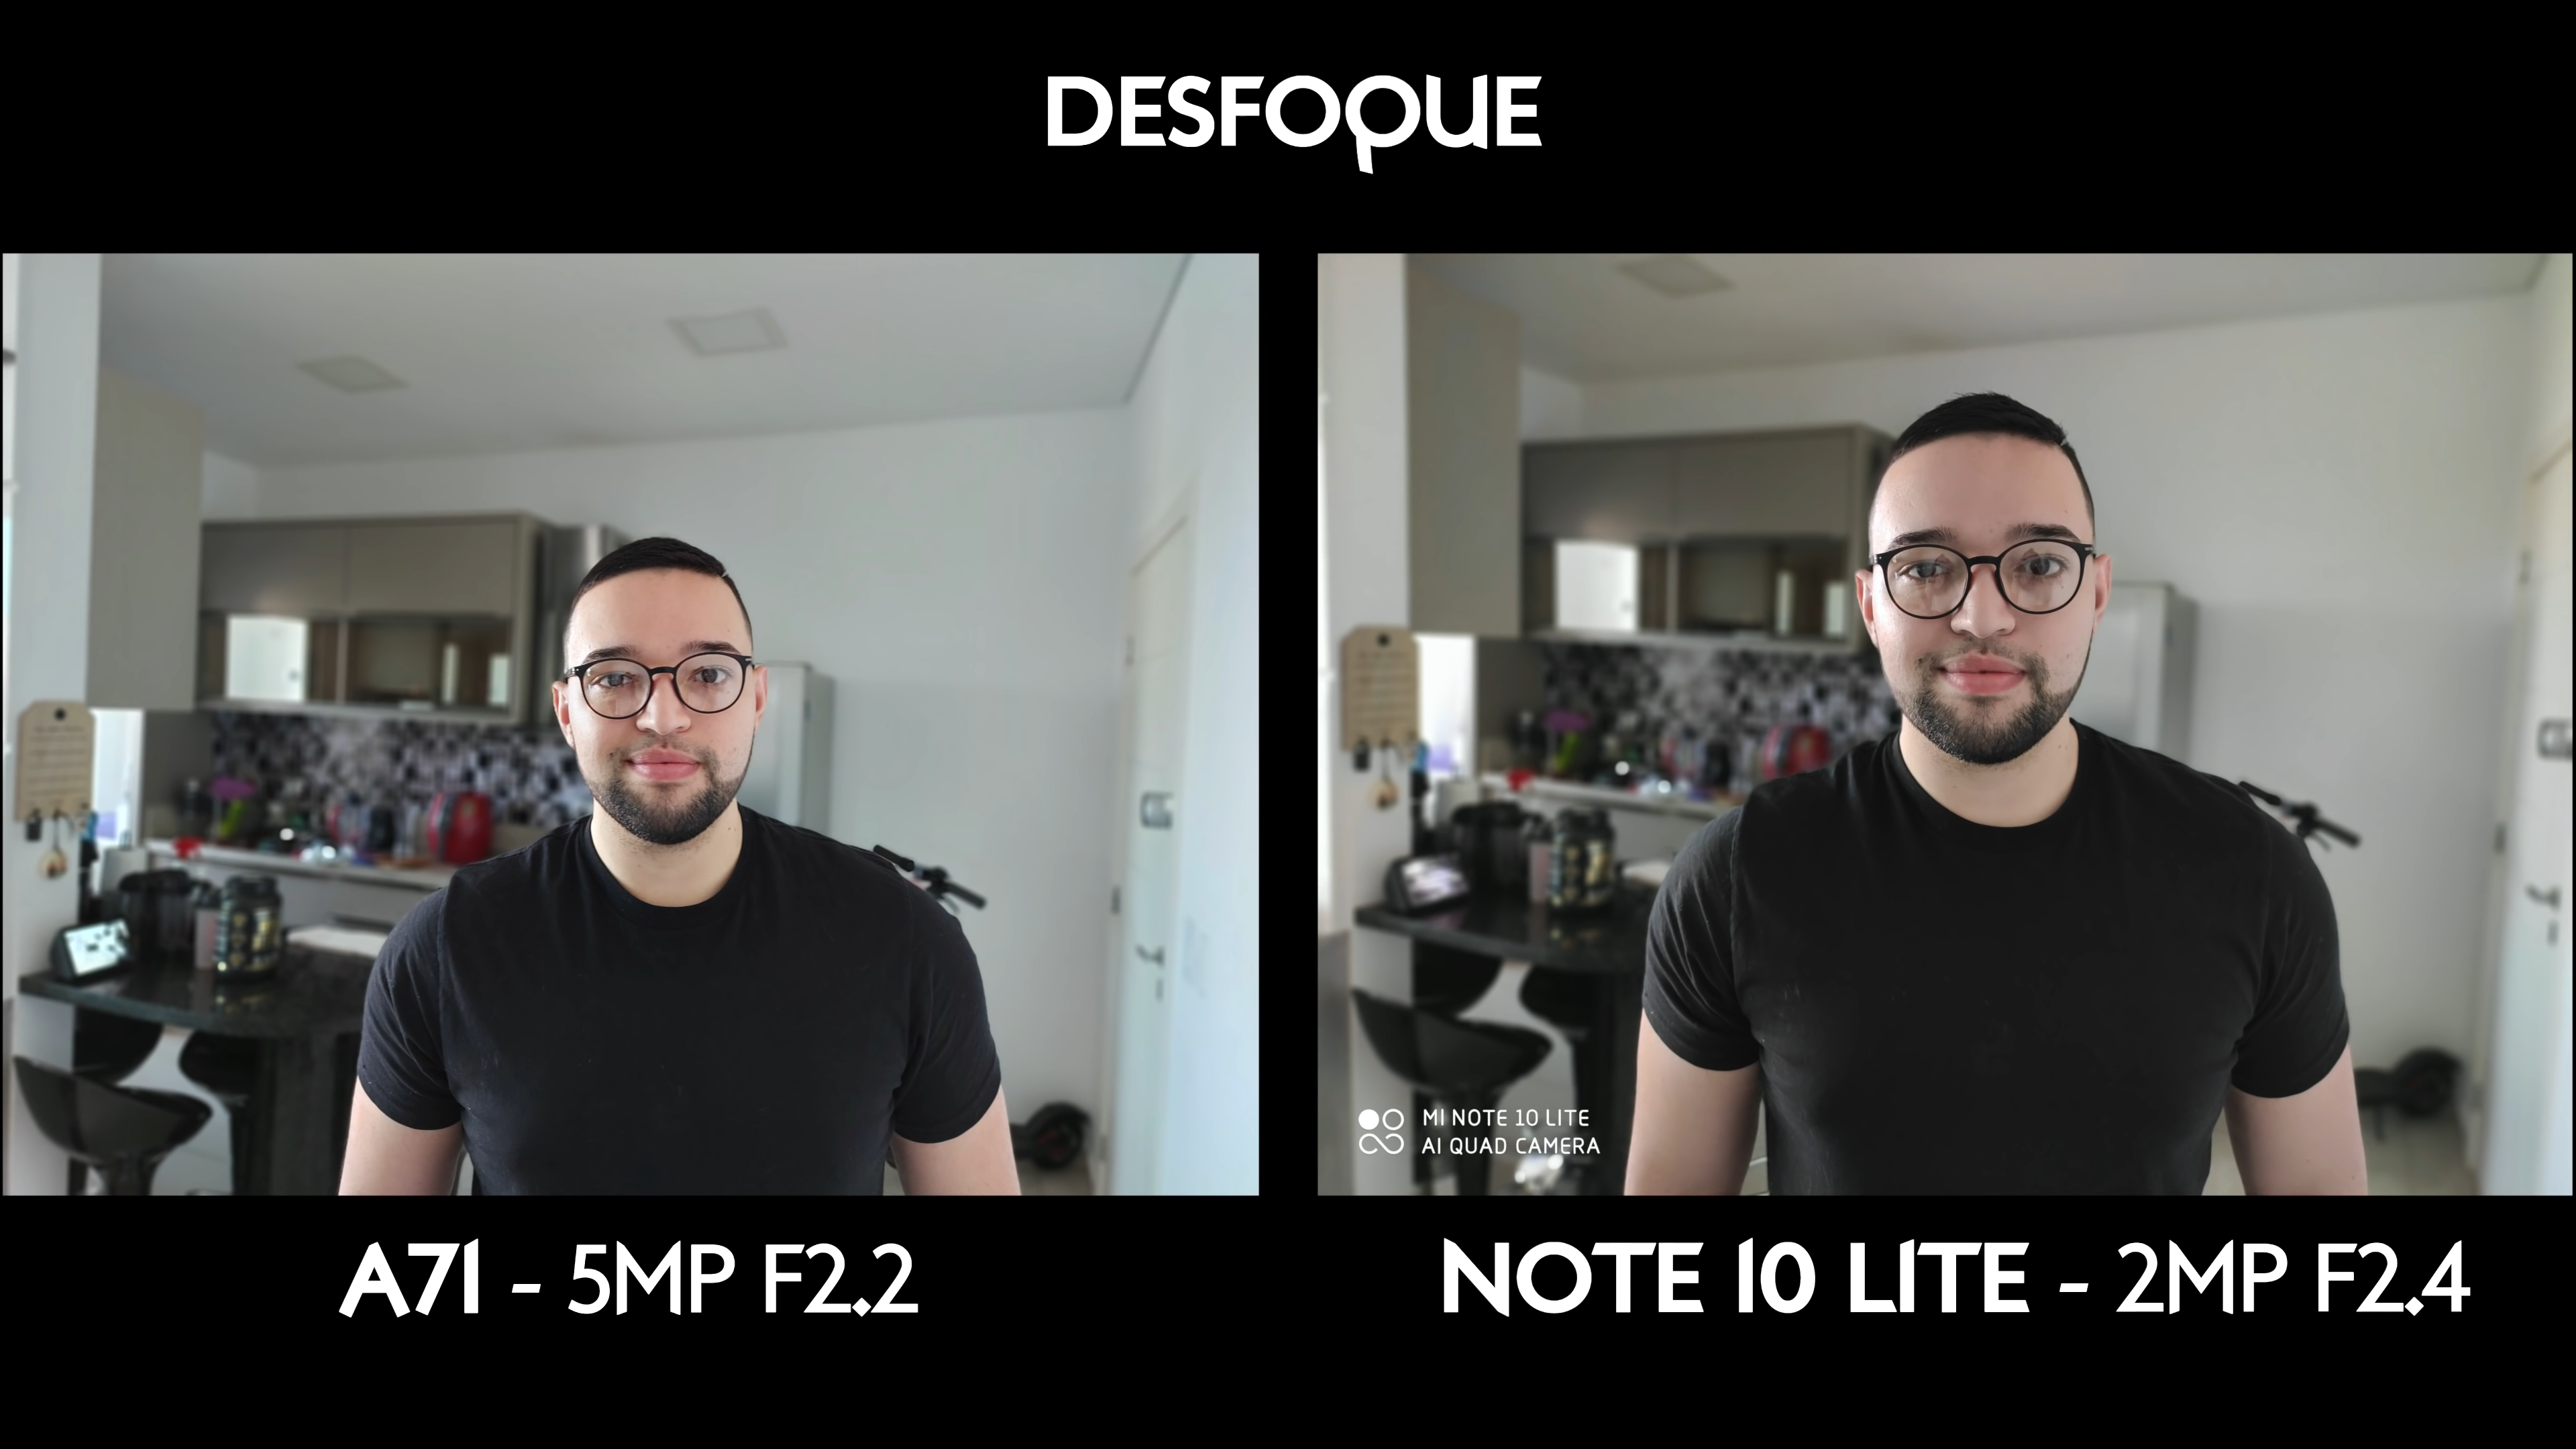 DESFOQUE
MI NOTE 10 LITE
AI QUAD CAMERA
A71 - 5MP F2.2
NOTE 10 LITE - 2MP F2.4